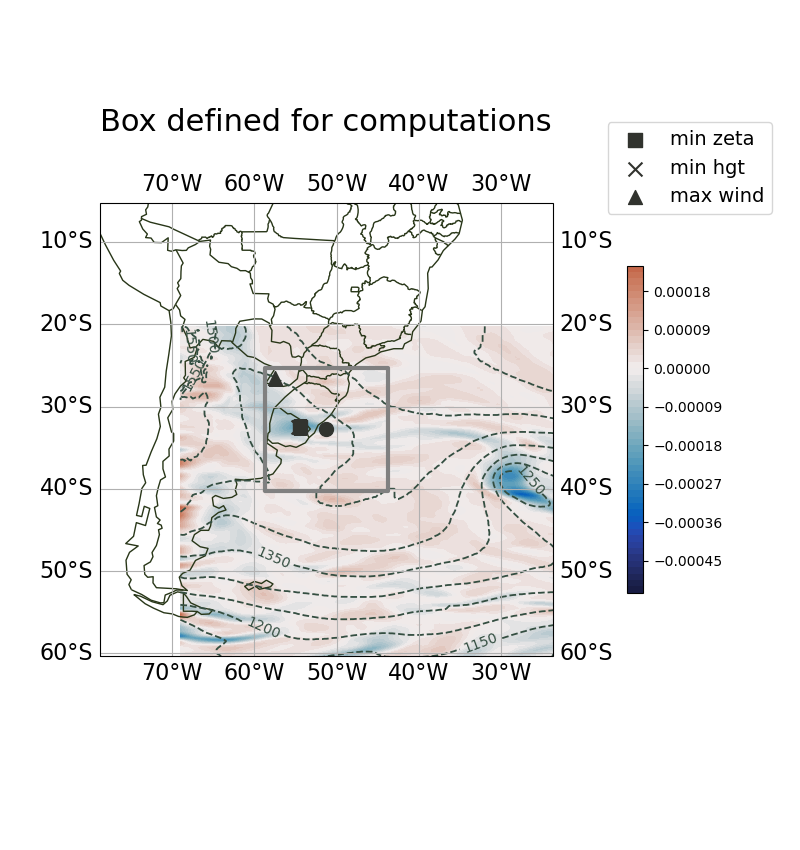 Box defined for computations
min zeta
min hgt
max wind
70°W 60°W 50°W 40°W 30°W
10°S 10°S
20°S 20°S
30°S 30°S
40°S 40°S
50°S 50°S
60°S 60°S
70°W 60°W 50°W 40°W 30°W
1250
1350
1200
1150
0.00018
0.00009
0.00000
−0.00009
−0.00018
−0.00027
−0.00036
−0.00045